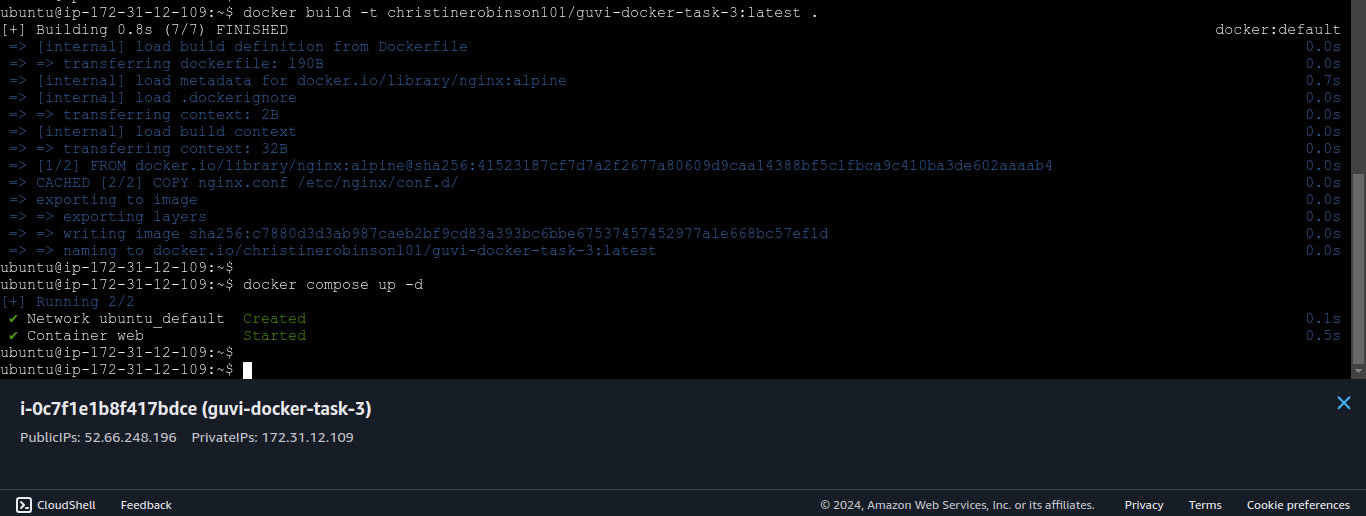 ubuntu@ip-172-31-12-109:~$ docker build -t christinerobinson101/guvi-docker-task-3:latest .
[+] Building 0.8s (7/7) FINISHED docker:default
=> [internal] load build definition from Dockerfile 0.0s
=> => transferring dockerfile: 190B 0.0s
=> [internal] load metadata for docker.io/library/nginx:alpine 0.7s
=> [internal] load .dockerignore 0.0s
=> => transferring context: 2B 0.0s
=> [internal] load build context 0.0s
=> => transferring context: 32B 0.0s
=> [1/2] FROM docker.io/library/nginx:alpine@sha256:41523187cf7d7a2f2677a80609d9caa14388bf5c1fbca9c410ba3de602aaaab4 0.0s
=> CACHED [2/2] COPY nginx.conf /etc/nginx/conf.d/ 0.0s
=> exporting to image 0.0s
=> => exporting layers 0.0s
=> => writing image sha256:c7880d3d3ab987caeb2bf9cd83a393bc6bbe67537457452977a1e668bc57ef1d 0.0s
=> => naming to docker.io/christinerobinson101/guvi-docker-task-3:latest 0.0s
ubuntu@ip-172-31-12-109:~$
ubuntu@ip-172-31-12-109:~$ docker compose up -d
[+] Running 2/2
✔ Network ubuntu_default Created 0.1s
✔ Container web Started 0.5s
ubuntu@ip-172-31-12-109:~$
ubuntu@ip-172-31-12-109:~$
i-0c7f1e1b8f417bdce (guvi-docker-task-3)
PublicIPs: 52.66.248.196 PrivateIPs: 172.31.12.109
CloudShell Feedback © 2024, Amazon Web Services, Inc. or its affiliates. Privacy Terms Cookie preferences